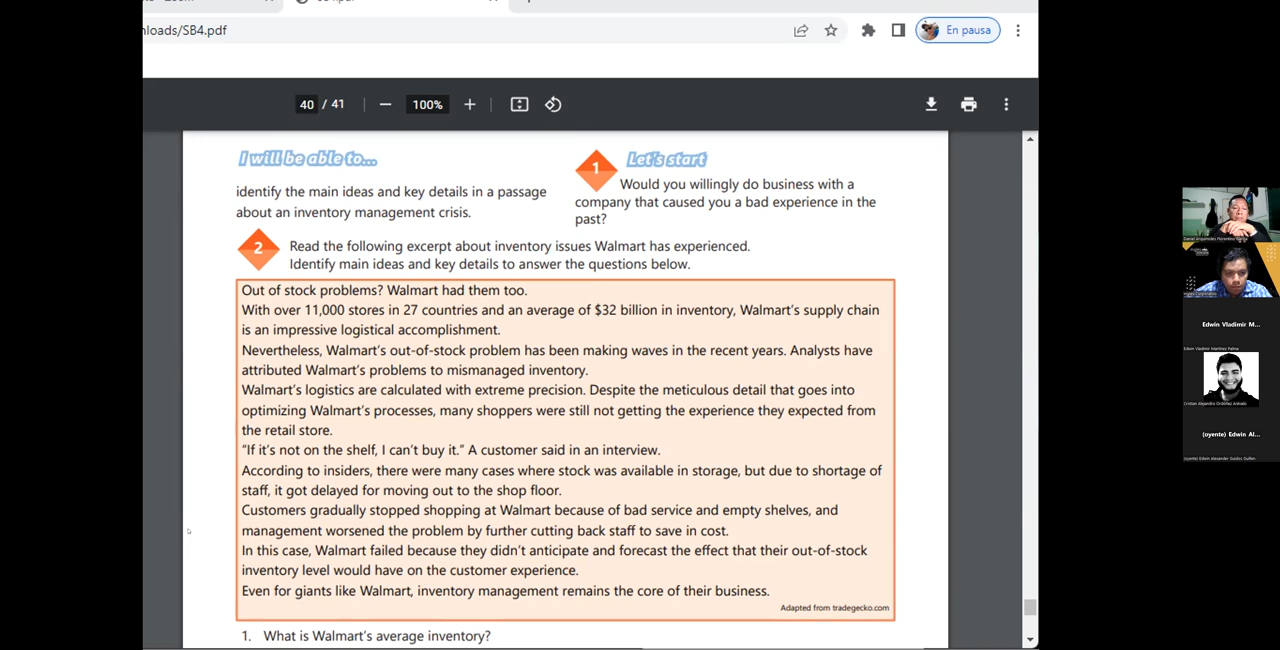 nloads/SB4.pdf
En pausa
40 / 41
100%
I will be able to...
identify the main ideas and key details in a passage
about an inventory management crisis.
1
Let's start
Would you willingly do business with a
company that caused you a bad experience in the
past?
2
Read the following excerpt about inventory issues Walmart has experienced.
Identify main ideas and key details to answer the questions below.
Out of stock problems? Walmart had them too.
With over 11,000 stores in 27 countries and an average of $32 billion in inventory, Walmart's supply chain
is an impressive logistical accomplishment.
Nevertheless, Walmart's out-of-stock problem has been making waves in the recent years. Analysts have
attributed Walmart's problems to mismanaged inventory.
Walmart's logistics are calculated with extreme precision. Despite the meticulous detail that goes into
optimizing Walmart's processes, many shoppers were still not getting the experience they expected from
the retail store.
"If it's not on the shelf, I can't buy it." A customer said in an interview.
According to insiders, there were many cases where stock was available in storage, but due to shortage of
staff, it got delayed for moving out to the shop floor.
Customers gradually stopped shopping at Walmart because of bad service and empty shelves, and
management worsened the problem by further cutting back staff to save in cost.
In this case, Walmart failed because they didn't anticipate and forecast the effect that their out-of-stock
inventory level would have on the customer experience.
Even for giants like Walmart, inventory management remains the core of their business.
Adapted from tradegecko.com
1. What is Walmart's average inventory?
Edwin Vladimir M...
Edwin Vladimir Martínez Palma
Cristian Alejandro Ordóñez Arévalo
(oyente) Edwin Al...
(oyente) Edwin Alexander Guidos Guillen